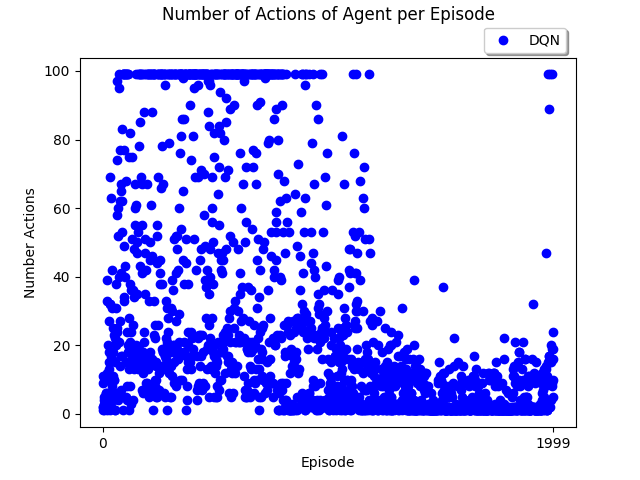 Number of Actions of Agent per Episode
DQN
100
80
60
40
20
0
Number Actions
0
1999
Episode